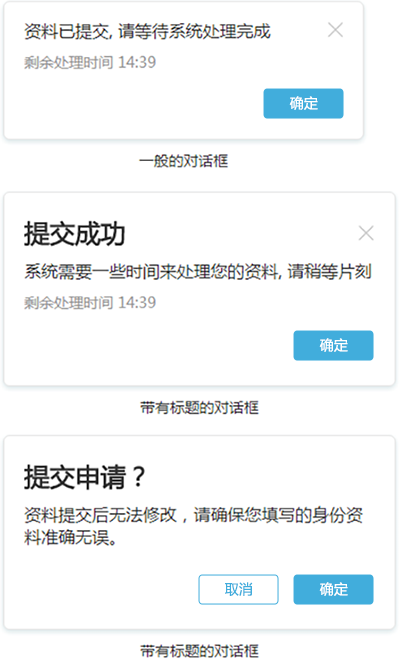 资料已提交, 请等待系统处理完成
剩余处理时间 14:39
确定
一般的对话框
提交成功
系统需要一些时间来处理您的资料, 请稍等片刻
剩余处理时间 14:39
确定
带有标题的对话框
提交申请？
资料提交后无法修改，请确保您填写的身份资
料准确无误。
取消 确定
带有标题的对话框